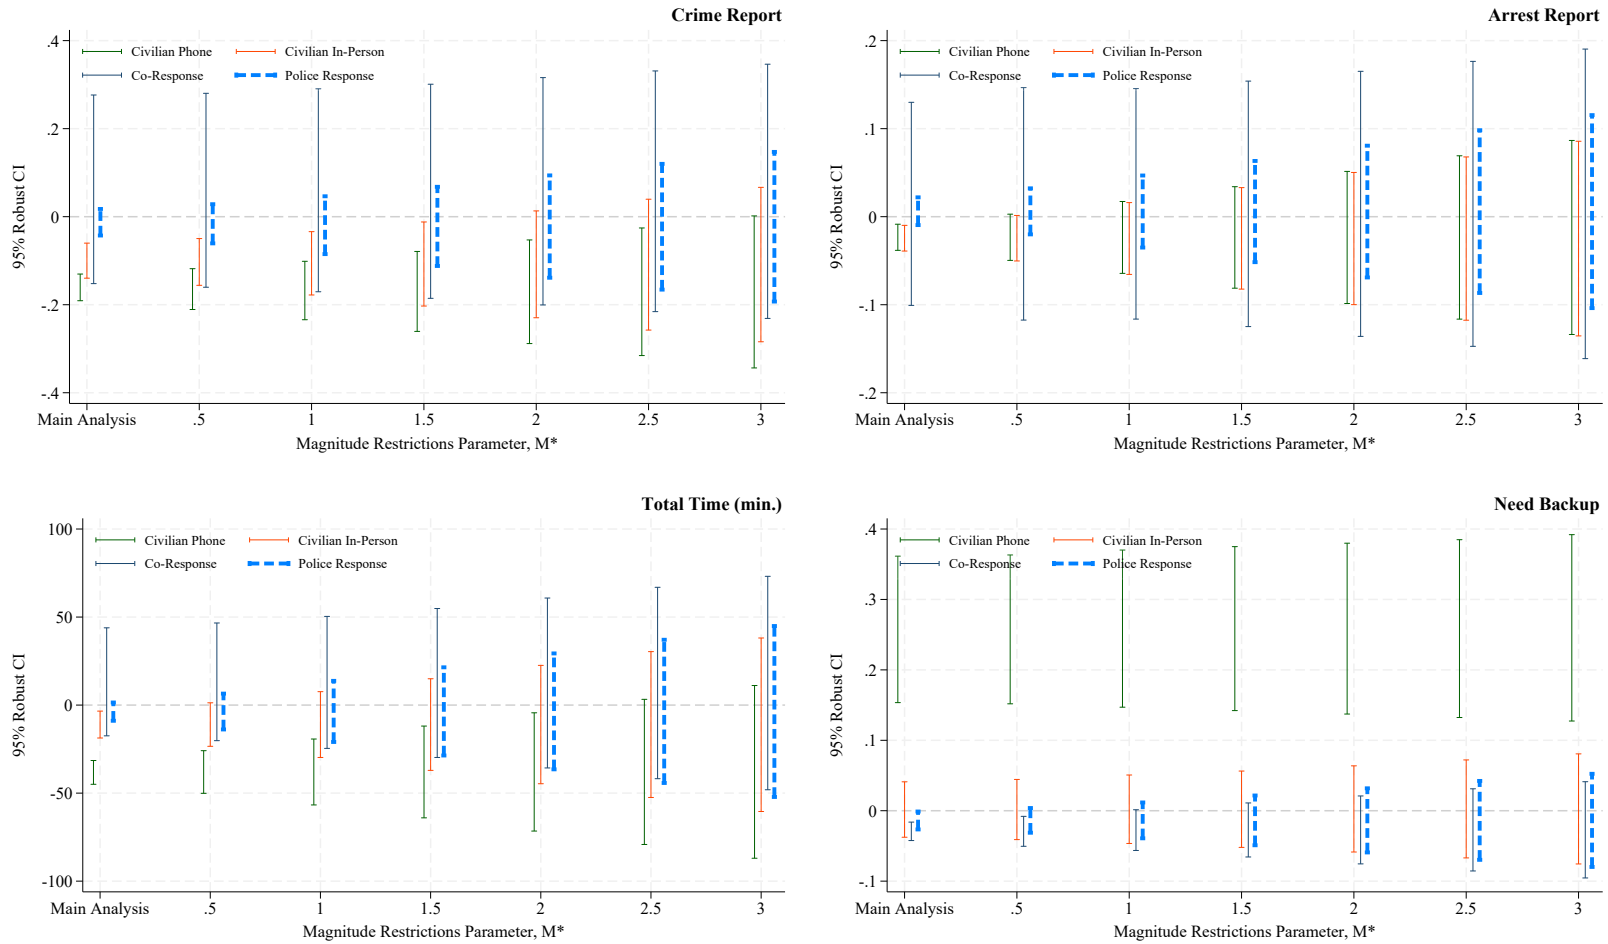 Crime Report
Civilian Phone Civilian In-Person
Co-Response Police Response
95% Robust CI
.4
.2
0
-.2
-.4
Main Analysis .5 1 1.5 2 2.5 3
Magnitude Restrictions Parameter, M*
Arrest Report
Civilian Phone Civilian In-Person
Co-Response Police Response
95% Robust CI
.2
.1
0
-.1
-.2
Main Analysis .5 1 1.5 2 2.5 3
Magnitude Restrictions Parameter, M*
Total Time (min.)
Civilian Phone Civilian In-Person
Co-Response Police Response
95% Robust CI
100
50
0
-50
-100
Main Analysis .5 1 1.5 2 2.5 3
Magnitude Restrictions Parameter, M*
Need Backup
Civilian Phone Civilian In-Person
Co-Response Police Response
95% Robust CI
.4
.3
.2
.1
0
-.1
Main Analysis .5 1 1.5 2 2.5 3
Magnitude Restrictions Parameter, M*